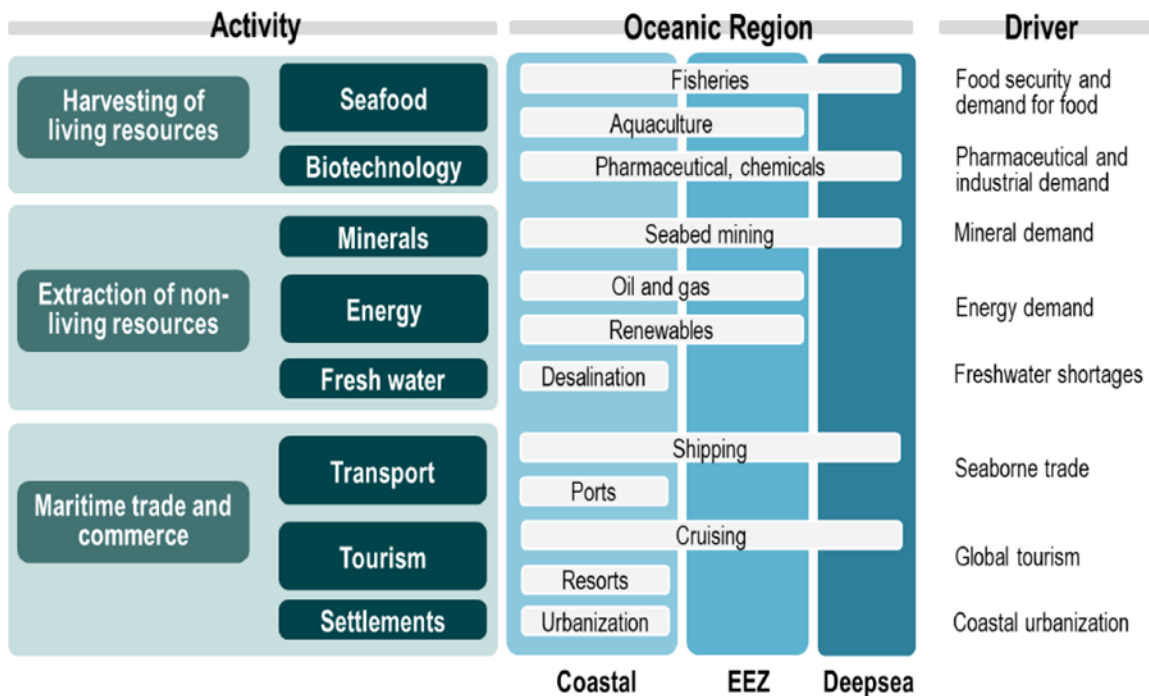 Activity
Oceanic Region
Driver
Harvesting of
living resources
Seafood
Fisheries
Food security and
demand for food
Aquaculture
Biotechnology
Pharmaceutical, chemicals
Pharmaceutical and
industrial demand
Extraction of non-
living resources
Minerals
Seabed mining
Mineral demand
Energy
Oil and gas
Renewables
Energy demand
Fresh water
Desalination
Freshwater shortages
Maritime trade and
commerce
Transport
Shipping
Ports
Seaborne trade
Tourism
Cruising
Resorts
Global tourism
Settlements
Urbanization
Coastal urbanization
Coastal
EEZ
Deepsea